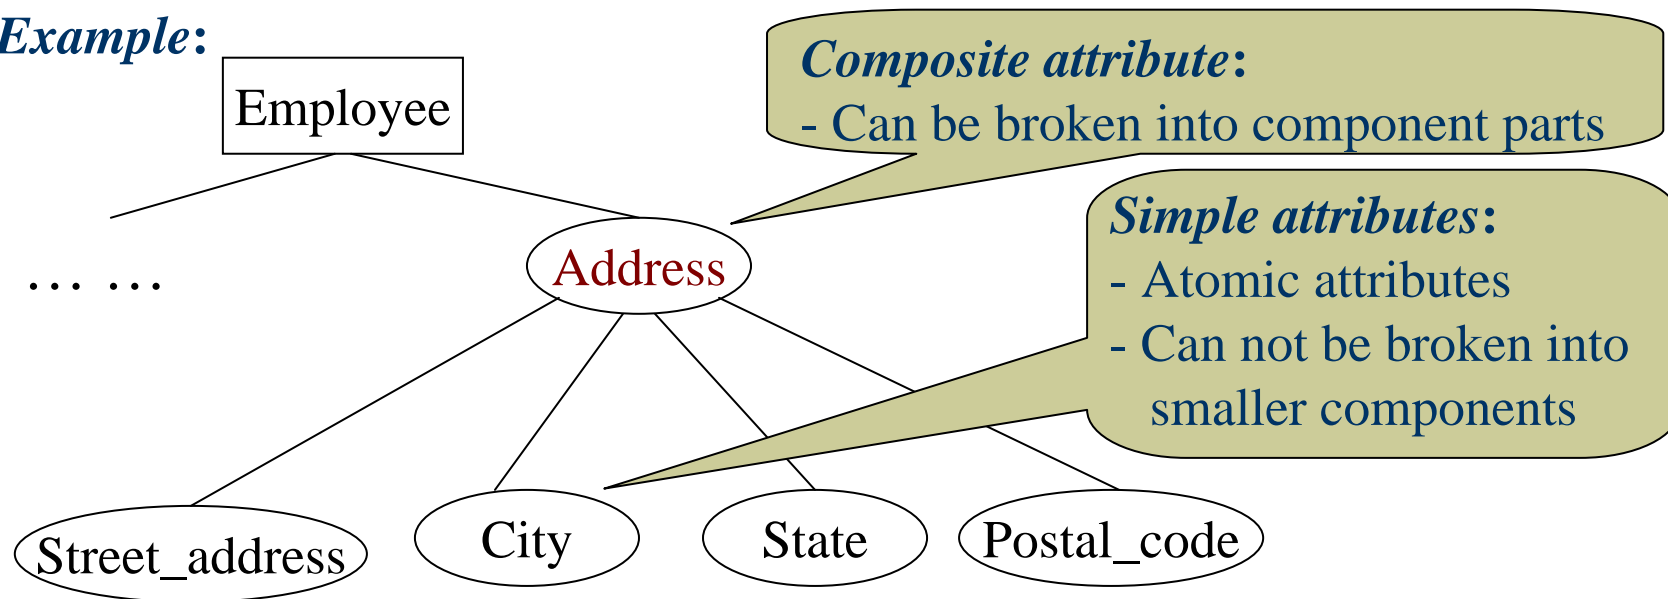 Example:
Employee
Composite attribute:
- Can be broken into component parts
Simple attributes:
- Atomic attributes
- Can not be broken into
smaller components
… …
Address
Street_address
City
State
Postal_code